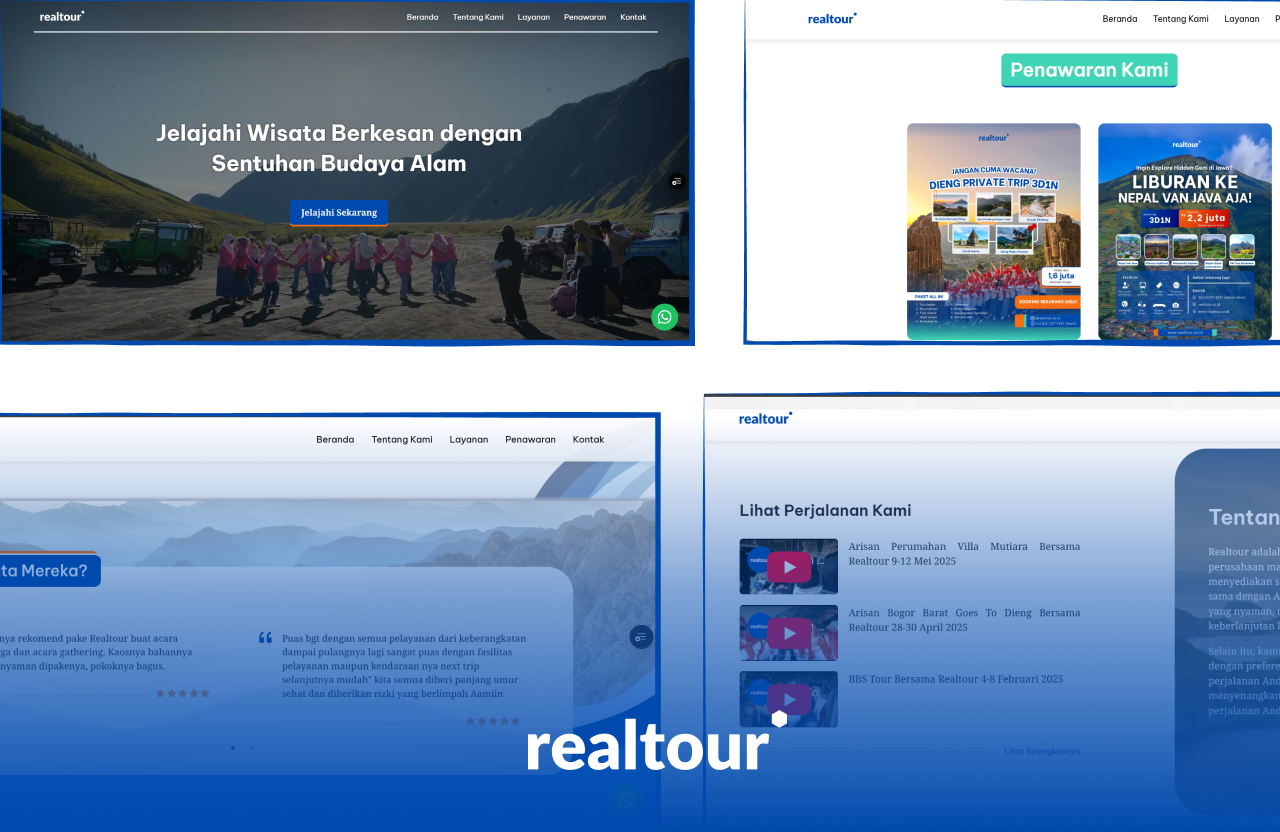 realtour
Beranda Tentang Kami Layanan Penawaran Kontak
Jelajahi Wisata Berkesan dengan
Sentuhan Budaya Alam
Jelajahi Sekarang
realtour
Beranda Tentang Kami Layanan
Penawaran Kami
realtour
JANGAN CUMA WACANA!
DIENG PRIVATE TRIP 3D1N
1,6 juta
PAKET ALL IN
BOOKING SEKARANG JUGA!
realtour
Ingin Explore Hidden Gem di Jawa?
LIBURAN KE
NEPAL VAN JAVA AJA!
3D1N
2,2 juta
www.realtour.co.id
Beranda Tentang Kami Layanan Penawaran Kontak
ta Mereka?
nya rekomend pake Realtour buat acara
ga dan acara gathering. Kaosnya bahannya
nyaman dipakenya, pokoknya bagus.
Puas bgt dengan semua pelayanan dari keberangkatan
dampai pulangnya lagi sangat puas dengan fasilitas
pelayanan maupun kendaraan nya next trip
selanjutnya mudah" kita semua diberi panjang umur
sehat dan diberikan rizki yang berlimpah Aamiin
realtour
Lihat Perjalanan Kami
Arisan Perumahan Villa Mutiara Bersama
Realtour 9-12 Mei 2025
Arisan Bogor Barat Goes To Dieng Bersama
Realtour 28-30 April 2025
BBS Tour Bersama Realtour 4-8 Februari 2025
Lihat Selengkapnya
Tentan
Realtour adalal
perusahaan ma
menyediakan s
sama dengan A
yang nyaman, 
keberlanjutan l
Selain itu, kami
dengan prefere
perjalanan And
menyenangkan
perjalanan And
realtour